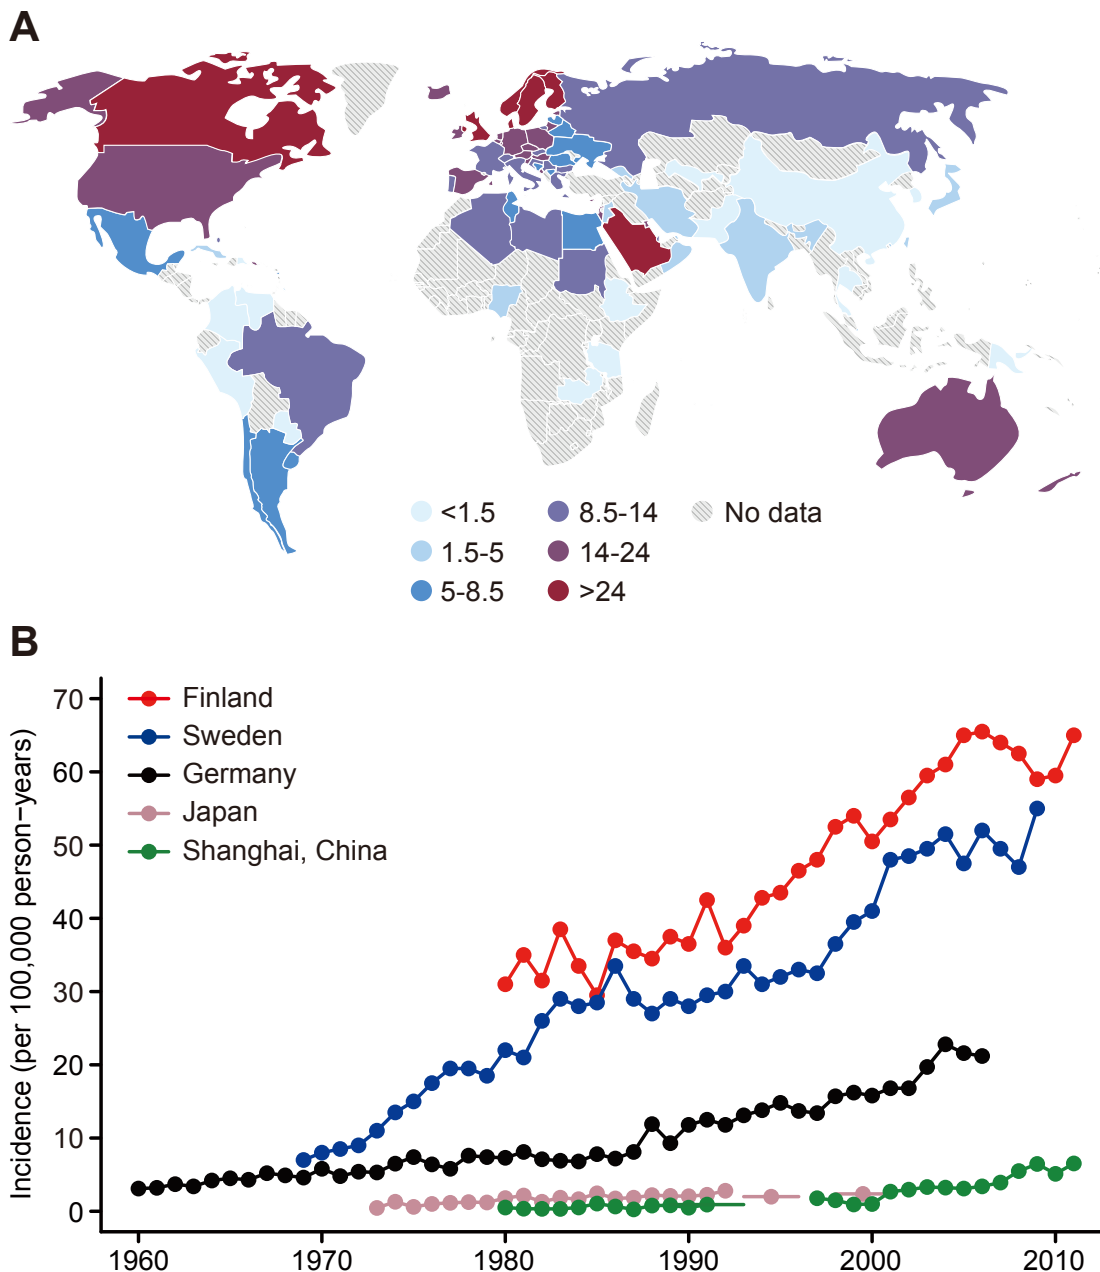 A
<1.5
8.5-14
No data
1.5-5
14-24
5-8.5
>24
B
Incidence (per 100,000 person−years)
70
60
50
40
30
20
10
0
Finland
Sweden
Germany
Japan
Shanghai, China
1960
1970
1980
1990
2000
2010